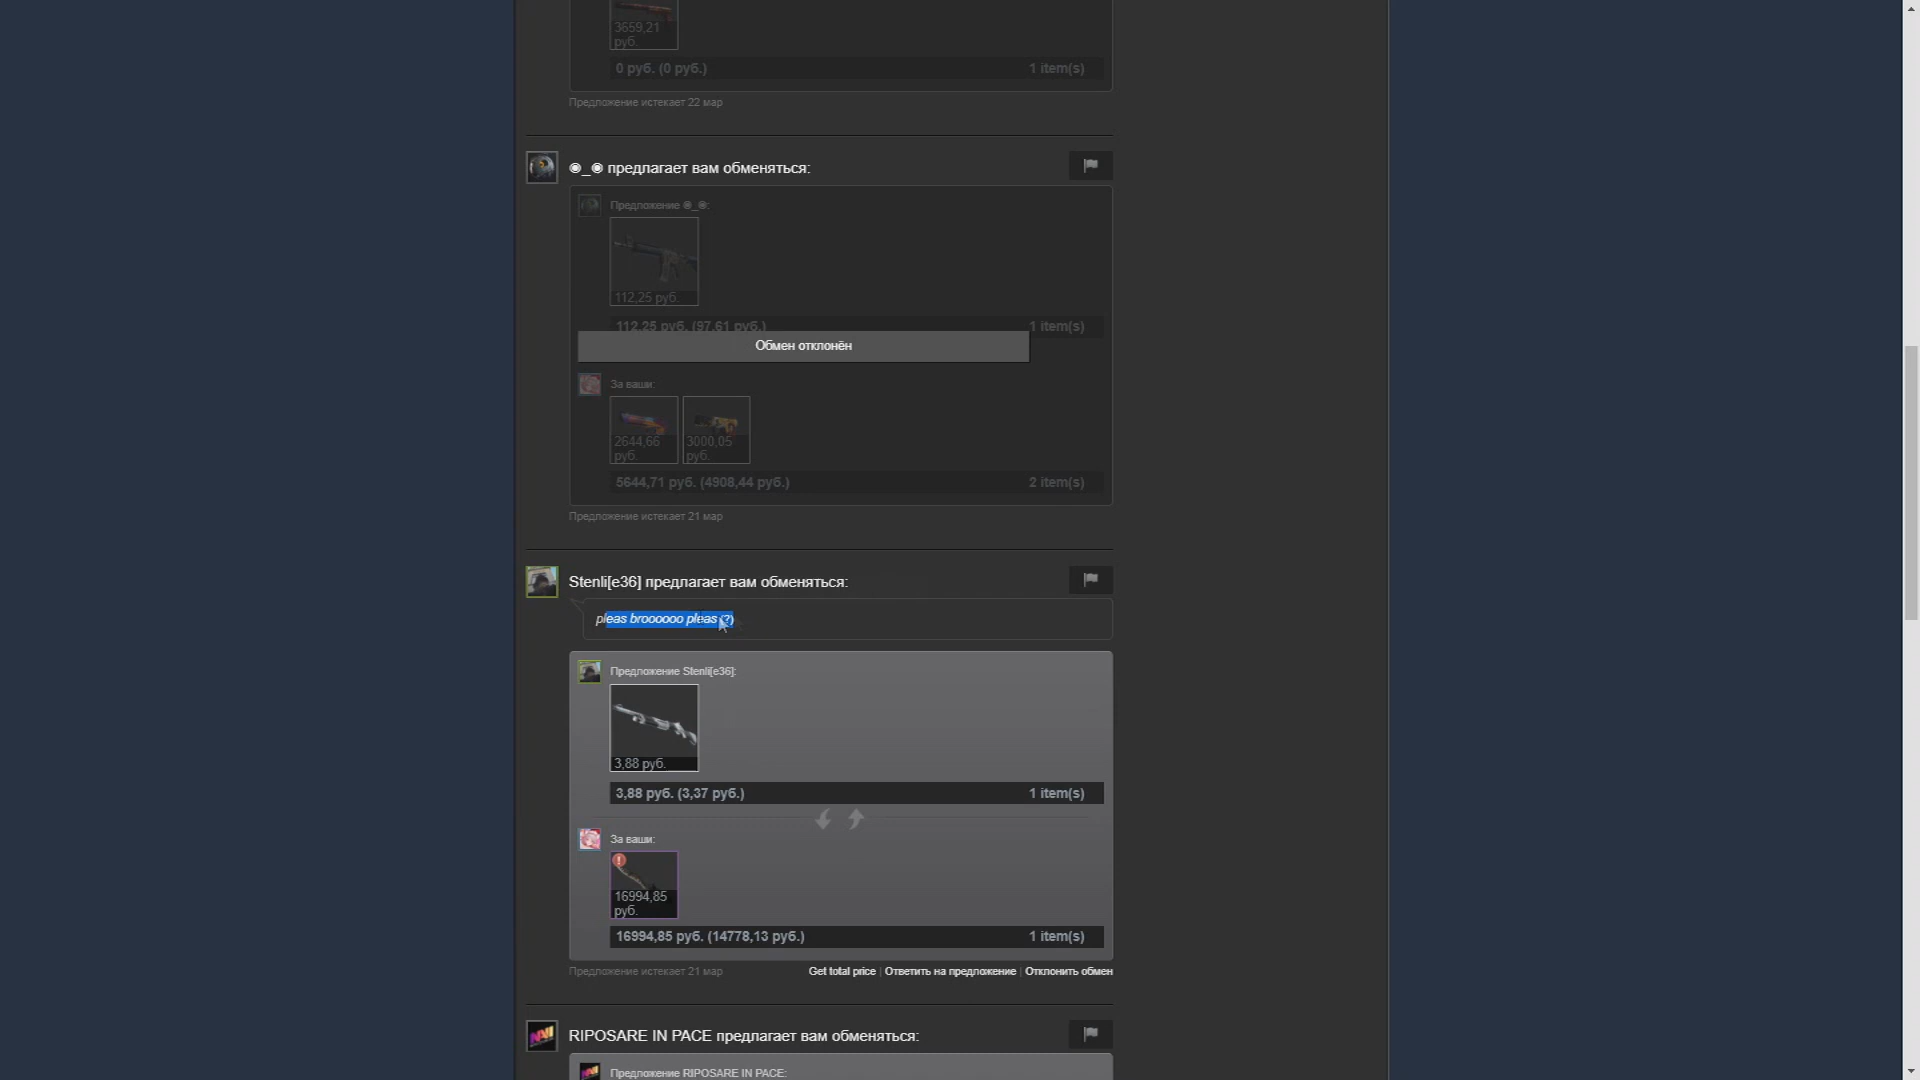 3659,21
руб.
0 руб. (0 руб.)
1 item(s)
Предложение истекает 22 мар
◉_◉ предлагает вам обменяться:
Предложение ◉_◉:
112,25 руб.
112,25 руб. (97,61 руб.)
1 item(s)
Обмен отклонён
За ваши:
2644,66
руб.
3000,05
руб.
5644,71 руб. (4908,44 руб.)
2 item(s)
Предложение истекает 21 мар
Stenli[e36] предлагает вам обменяться:
pleas broooooo pleas (?)
Предложение Stenli[e36]:
3,88 руб.
3,88 руб. (3,37 руб.)
1 item(s)
За ваши:
16994,85
руб.
16994,85 руб. (14778,13 руб.)
1 item(s)
Предложение истекает 21 мар
Get total price | Ответить на предложение | Отклонить обмен
RIPOSARE IN PACE предлагает вам обменяться:
Предложение RIPOSARE IN PACE: